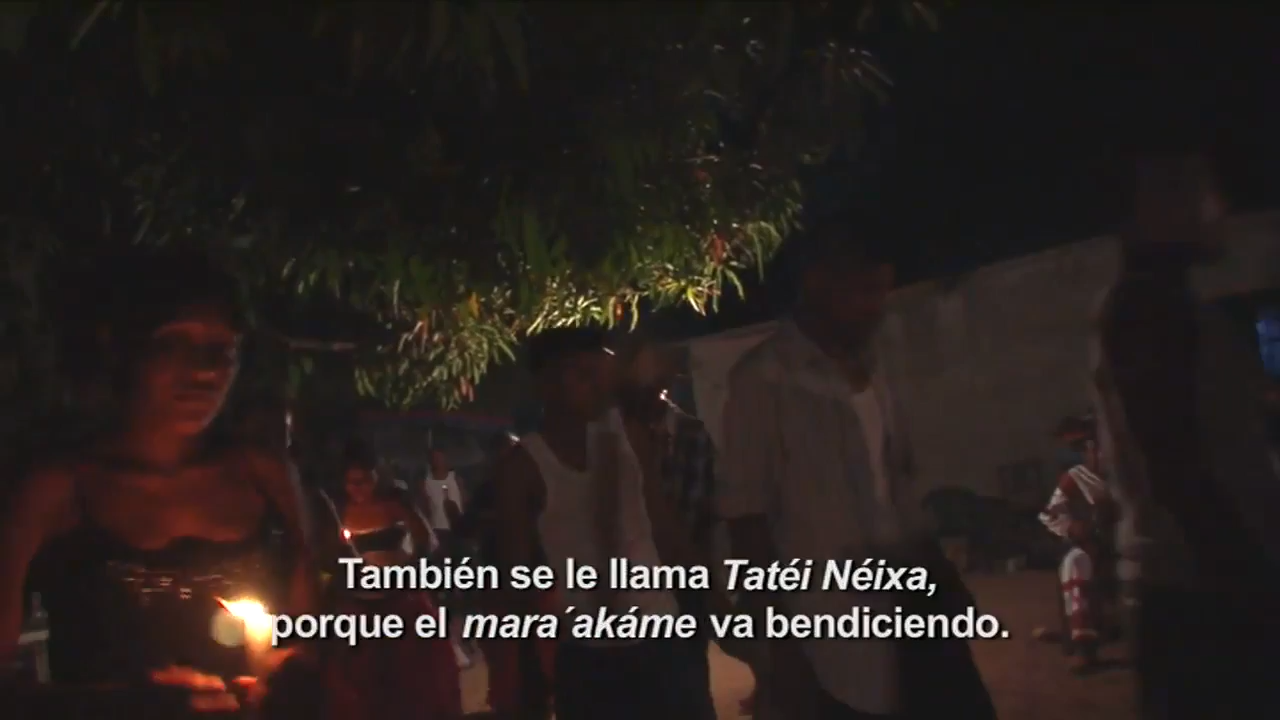 También se le llama Tatéi Néixa,
porque el mara´akáme va bendiciendo.